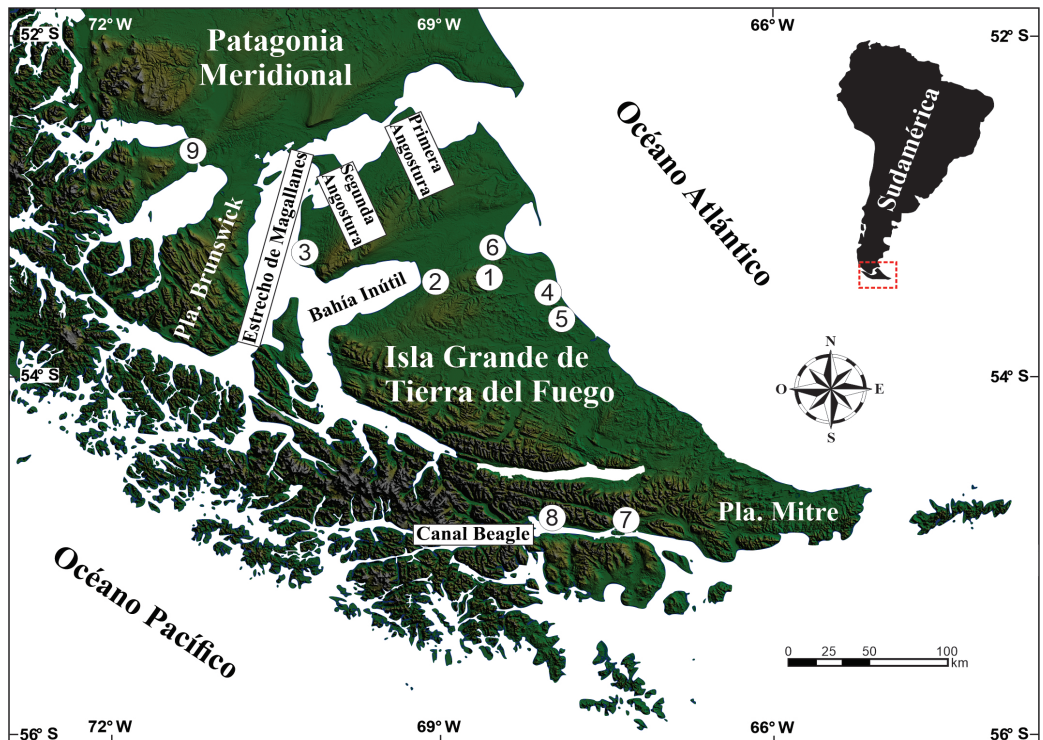 72° W
69° W
66° W
52° S
52° S
Patagonia
Meridional
Océano Atlántico
Sudamérica
Primera
Angostura
Segunda
Angostura
9
Estrecho de Magallanes
Pla. Brunswick
3
6
Bahía Inútil
2
1
4
5
Isla Grande de
Tierra del Fuego
54° S
54° S
N
O
E
S
8
7
Pla. Mitre
Canal Beagle
Océano Pacífico
0 25 50 100
km
72° W
69° W
66° W
56° S
56° S